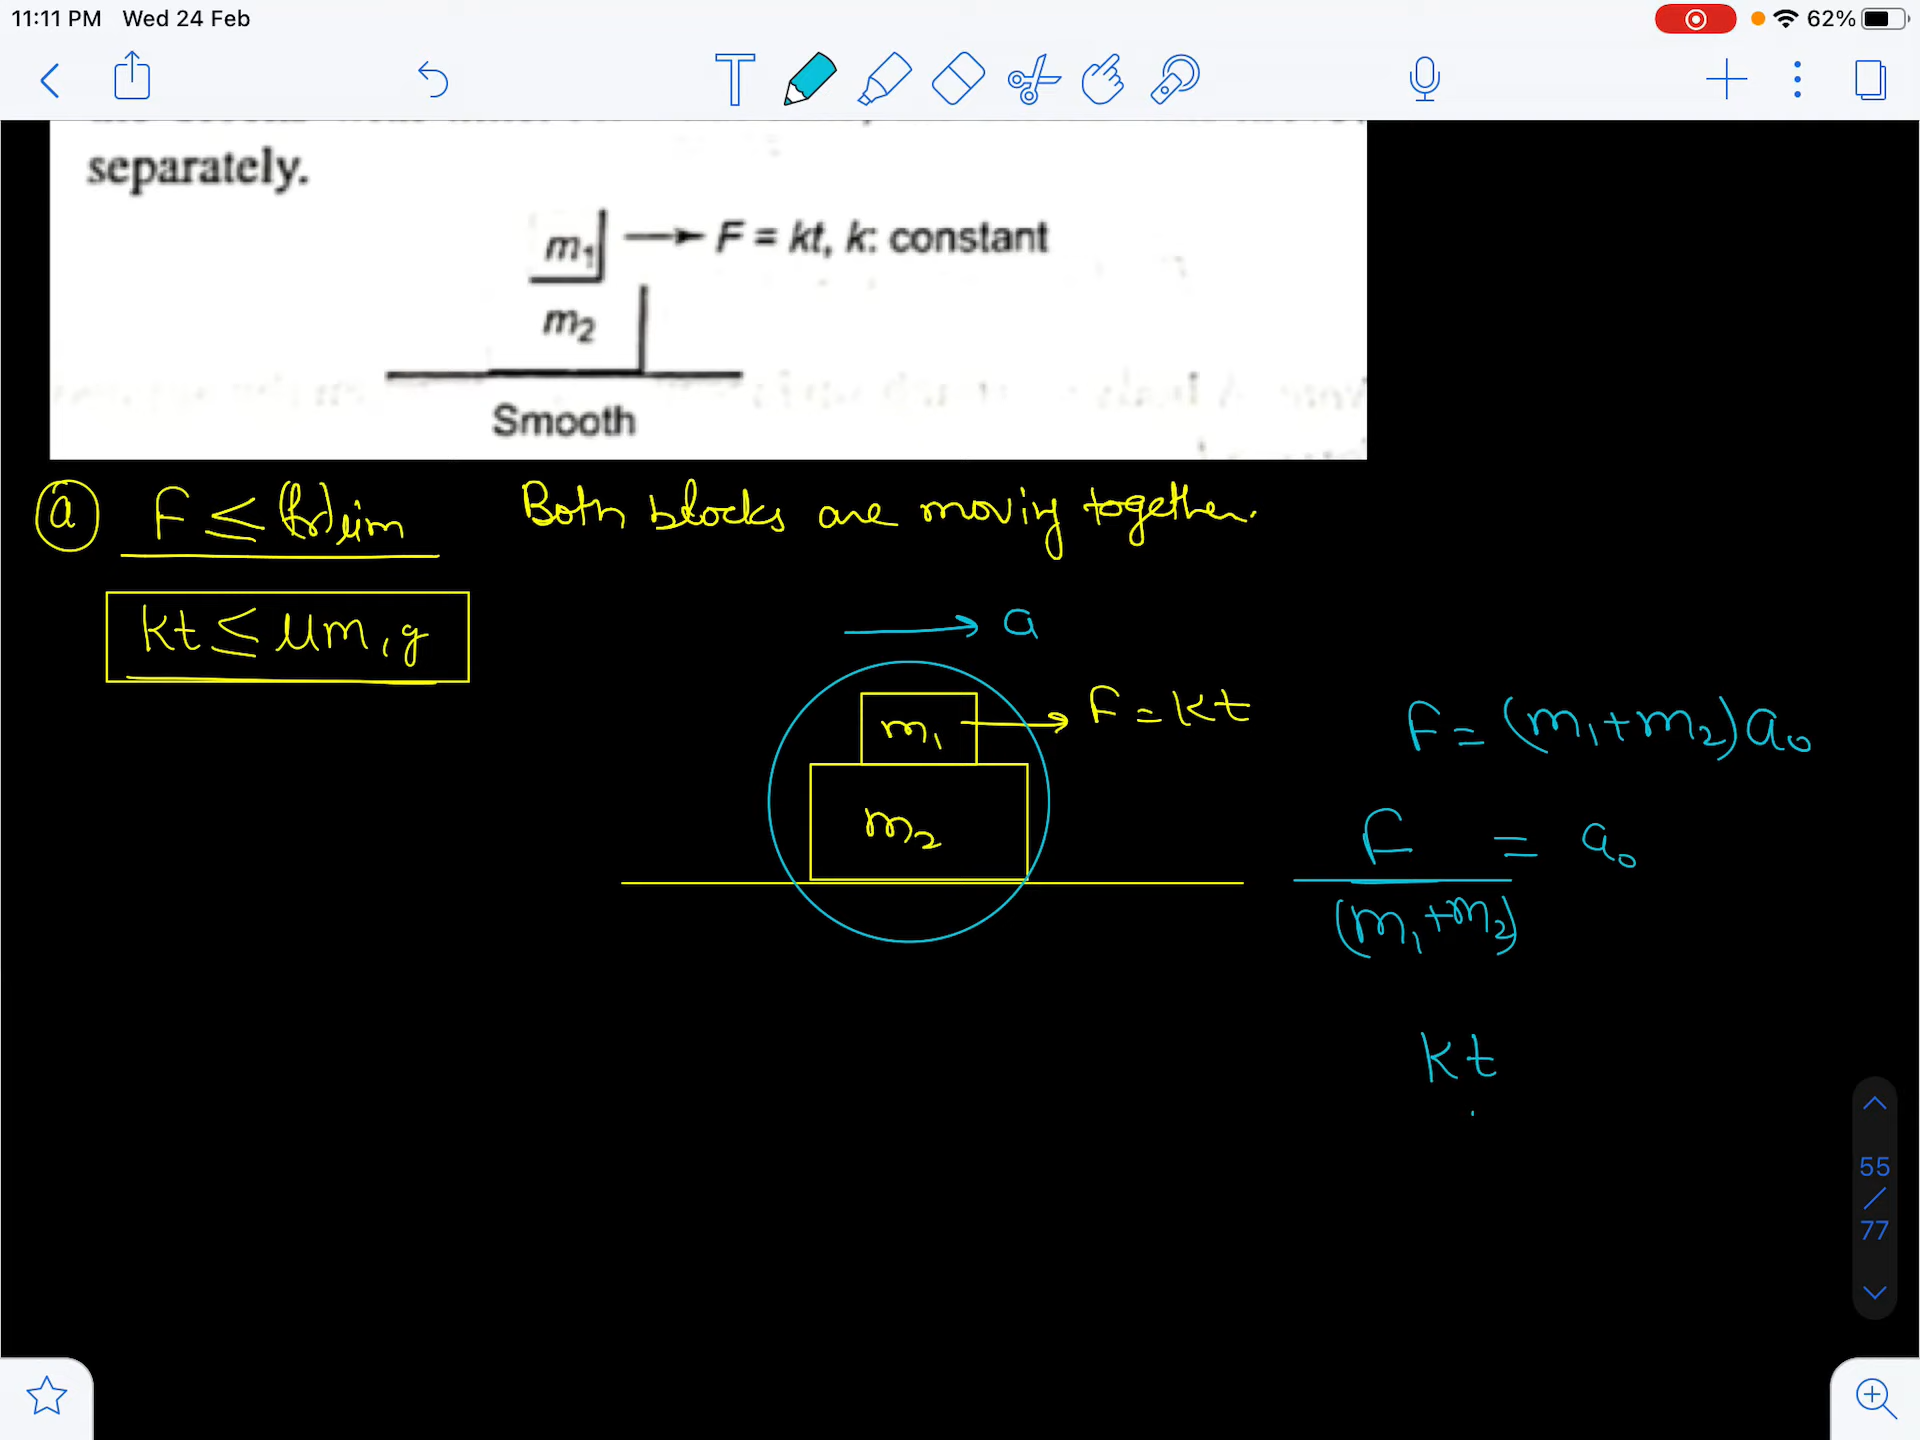 11:11 PM Wed 24 Feb
62%
separately.
m1 → F = kt, k: constant
m2
Smooth
ⓐ F ≤ (fr)lim Both blocks are moving together.
kt ≤ μm₁g
→ a
m₁ → F = kt
m₂
F = (m₁+m₂)a₀
F/(m₁+m₂) = a₀
kt
55
/
77